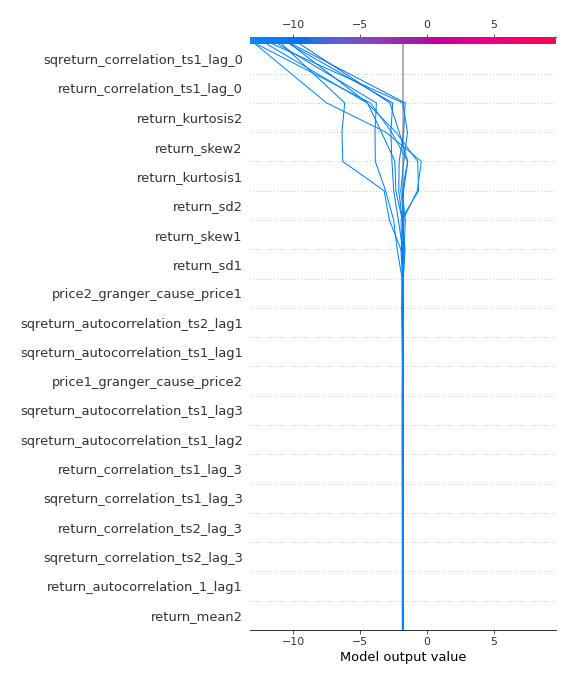 −10 −5 0 5
sqreturn_correlation_ts1_lag_0
return_correlation_ts1_lag_0
return_kurtosis2
return_skew2
return_kurtosis1
return_sd2
return_skew1
return_sd1
price2_granger_cause_price1
sqreturn_autocorrelation_ts2_lag1
sqreturn_autocorrelation_ts1_lag1
price1_granger_cause_price2
sqreturn_autocorrelation_ts1_lag3
sqreturn_autocorrelation_ts1_lag2
return_correlation_ts1_lag_3
sqreturn_correlation_ts1_lag_3
return_correlation_ts2_lag_3
sqreturn_correlation_ts2_lag_3
return_autocorrelation_1_lag1
return_mean2
−10 −5 0 5
Model output value